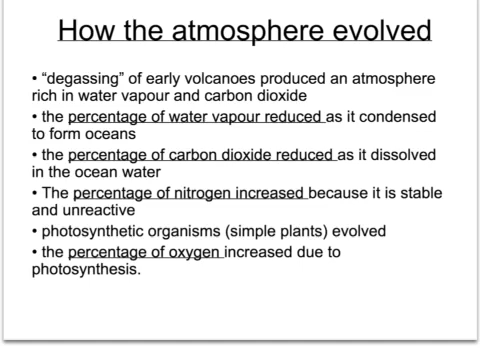 How the atmosphere evolved
• “degassing” of early volcanoes produced an atmosphere
rich in water vapour and carbon dioxide
• the percentage of water vapour reduced as it condensed
to form oceans
• the percentage of carbon dioxide reduced as it dissolved
in the ocean water
• The percentage of nitrogen increased because it is stable
and unreactive
• photosynthetic organisms (simple plants) evolved
• the percentage of oxygen increased due to
photosynthesis.